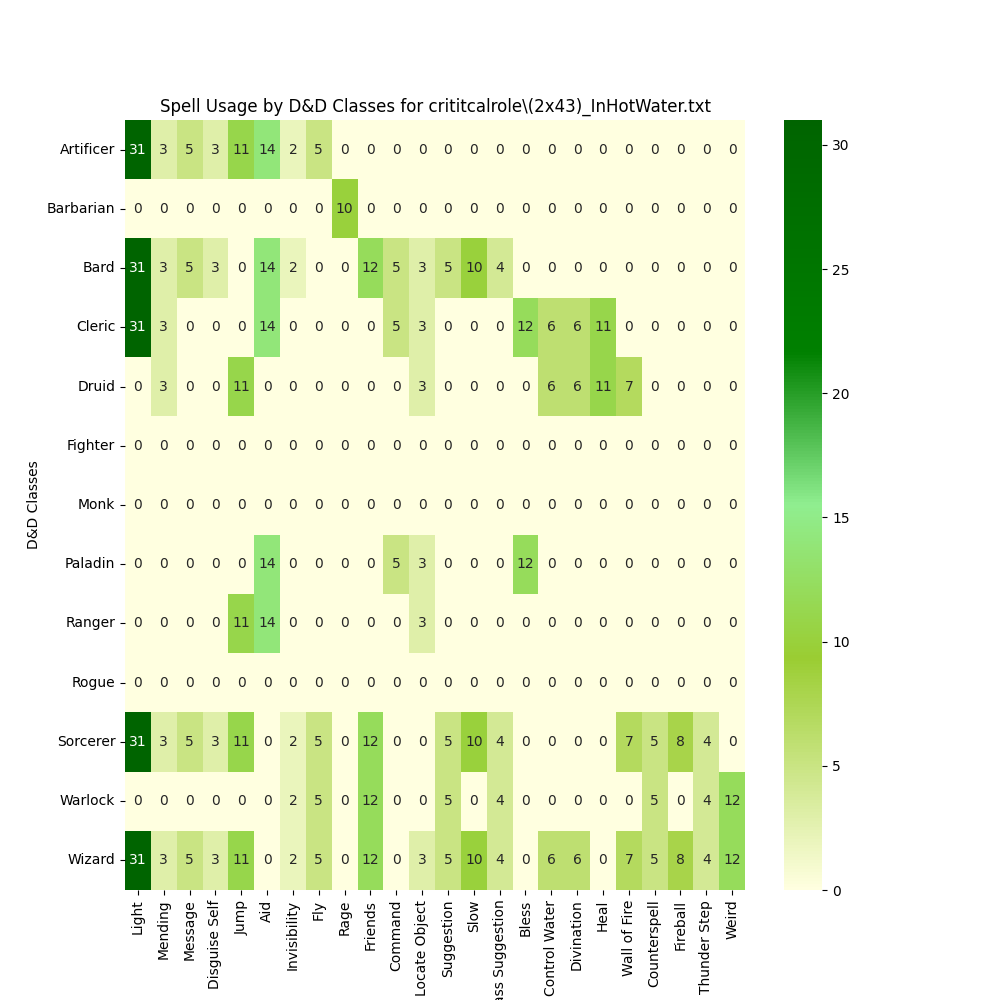 Spell Usage by D&D Classes for crititcalrole\(2x43)_InHotWater.txt
D&D Classes
Artificer 31 3 5 3 11 14 2 5 0 0 0 0 0 0 0 0 0 0 0 0 0 0 0 0
Barbarian 0 0 0 0 0 0 0 0 10 0 0 0 0 0 0 0 0 0 0 0 0 0 0 0
Bard 31 3 5 3 0 14 2 0 0 12 5 3 5 10 4 0 0 0 0 0 0 0 0 0
Cleric 31 3 0 0 0 14 0 0 0 0 5 3 0 0 0 12 6 6 11 0 0 0 0 0
Druid 0 3 0 0 11 0 0 0 0 0 0 3 0 0 0 0 6 6 11 7 0 0 0 0
Fighter 0 0 0 0 0 0 0 0 0 0 0 0 0 0 0 0 0 0 0 0 0 0 0 0
Monk 0 0 0 0 0 0 0 0 0 0 0 0 0 0 0 0 0 0 0 0 0 0 0 0
Paladin 0 0 0 0 0 14 0 0 0 0 5 3 0 0 0 12 0 0 0 0 0 0 0 0
Ranger 0 0 0 0 11 14 0 0 0 0 0 3 0 0 0 0 0 0 0 0 0 0 0 0
Rogue 0 0 0 0 0 0 0 0 0 0 0 0 0 0 0 0 0 0 0 0 0 0 0 0
Sorcerer 31 3 5 3 11 0 2 5 0 12 0 0 5 10 4 0 0 0 0 7 5 8 4 0
Warlock 0 0 0 0 0 0 2 5 0 12 0 0 5 0 4 0 0 0 0 0 5 0 4 12
Wizard 31 3 5 3 11 0 2 5 0 12 0 3 5 10 4 0 6 6 0 7 5 8 4 12
Light
Mending
Message
Disguise Self
Jump
Aid
Invisibility
Fly
Rage
Friends
Command
Locate Object
Suggestion
Slow
ass Suggestion
Bless
Control Water
Divination
Heal
Wall of Fire
Counterspell
Fireball
Thunder Step
Weird
30
25
20
15
10
5
0